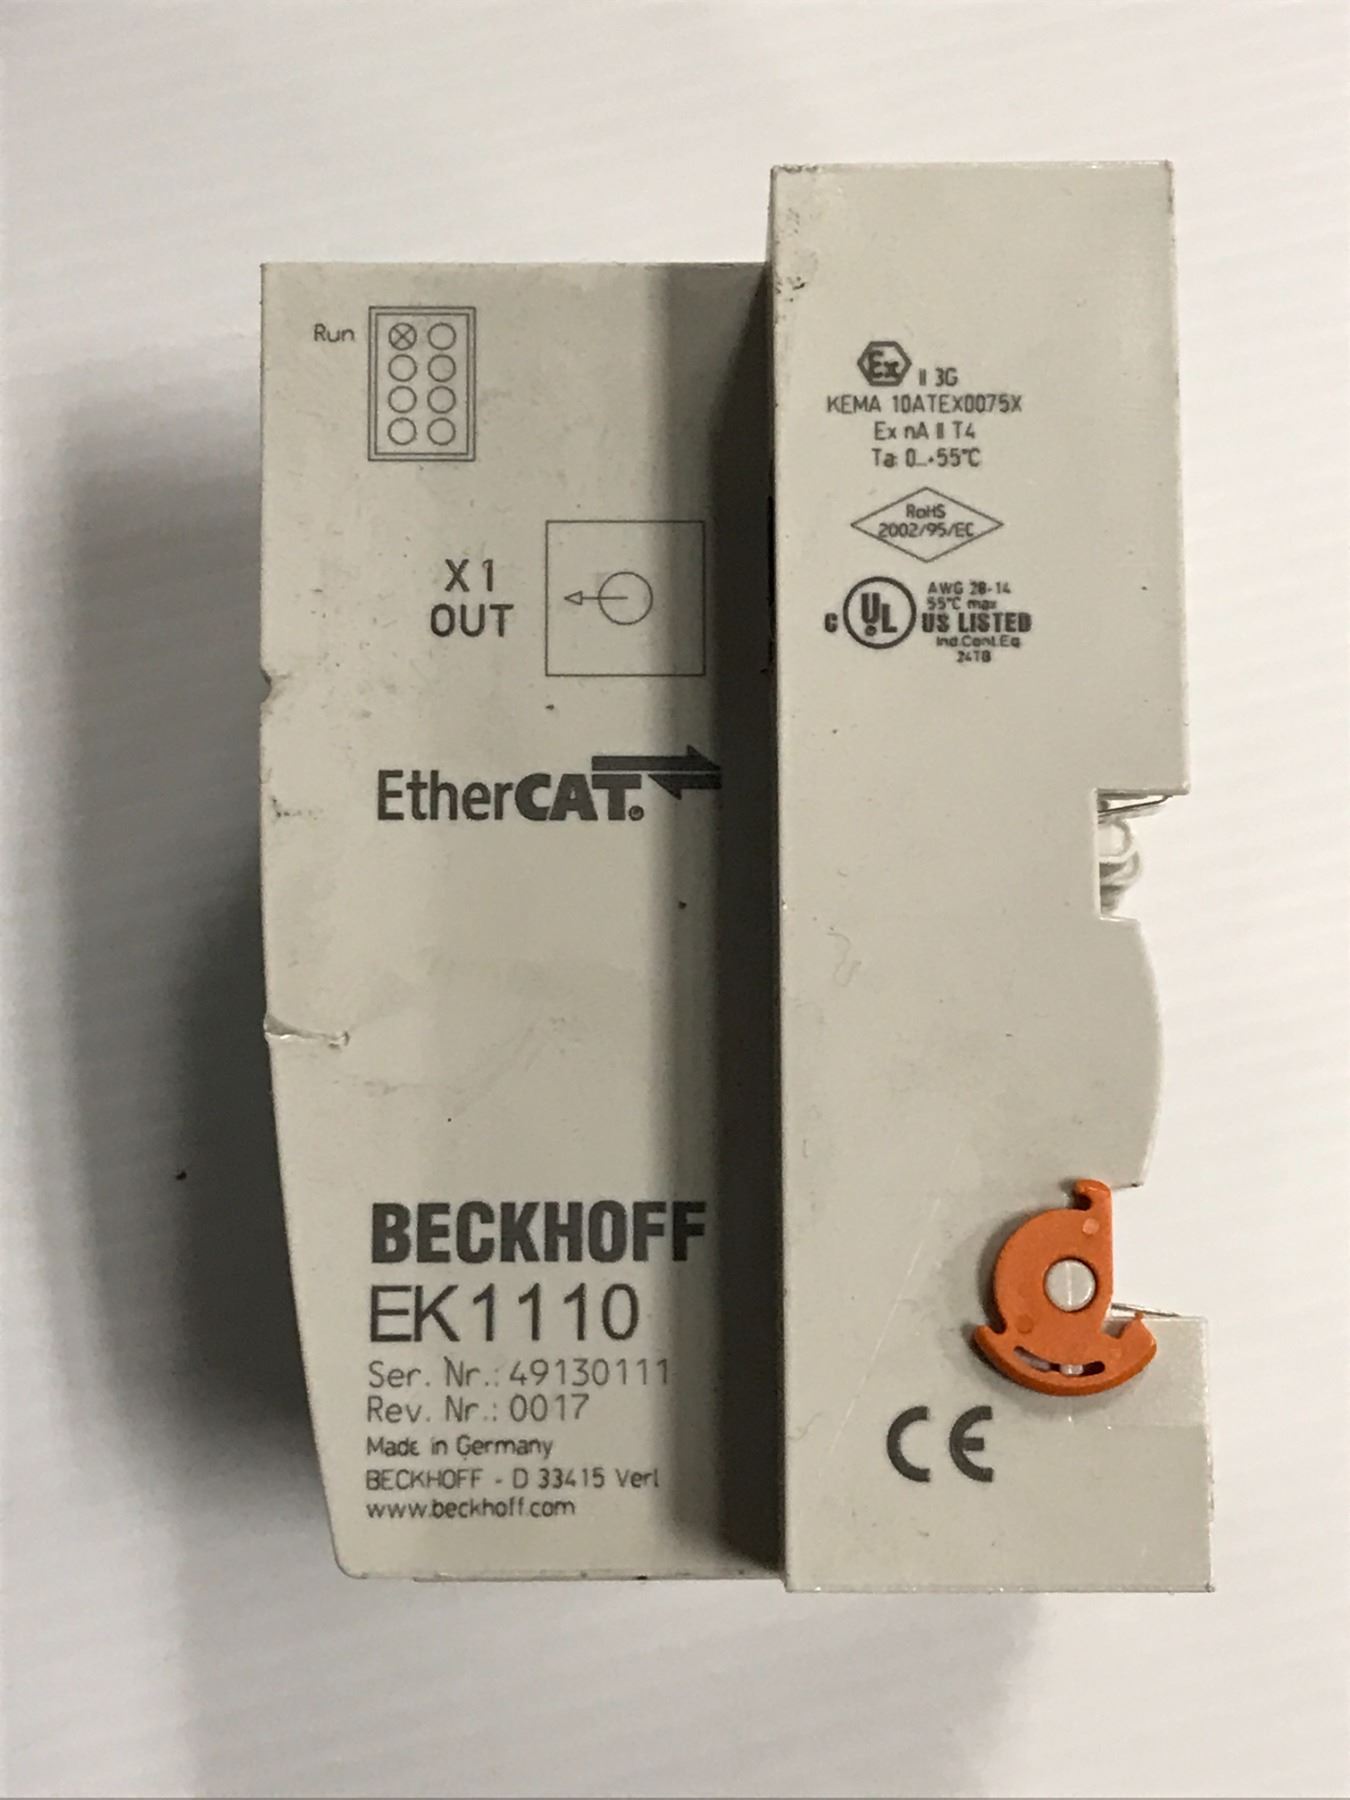 Run
X1
OUT
EtherCAT®
BECKHOFF
EK1110
Ser. Nr.: 49130111
Rev. Nr.: 0017
Made in Germany
BECKHOFF - D 33415 Verl
www.beckhoff.com
Ex II 3G
KEMA 10ATEX0075X
Ex nA II T4
Ta: 0...+55°C
RoHS
2002/95/EC
AWG 28-14
55°C max
C UL® US LISTED
Ind.Cont.Eq
24TB
CE